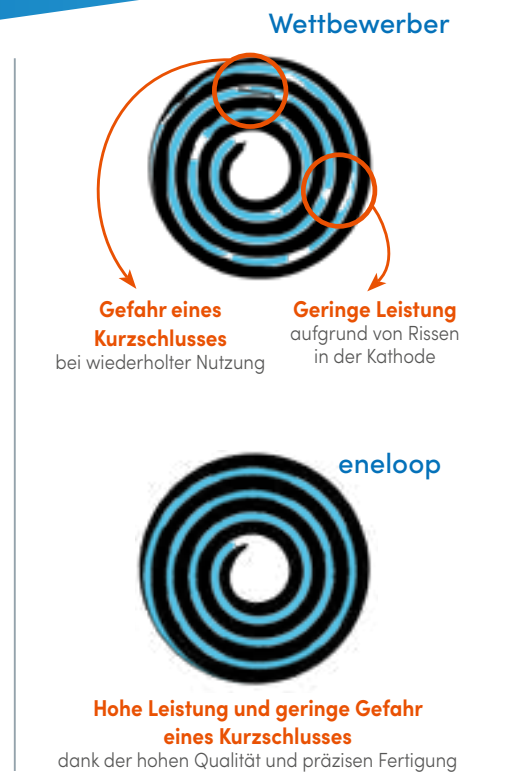 Wettbewerber
Gefahr eines
Kurzschlusses
bei wiederholter Nutzung
Geringe Leistung
aufgrund von Rissen
in der Kathode
eneloop
Hohe Leistung und geringe Gefahr
eines Kurzschlusses
dank der hohen Qualität und präzisen Fertigung